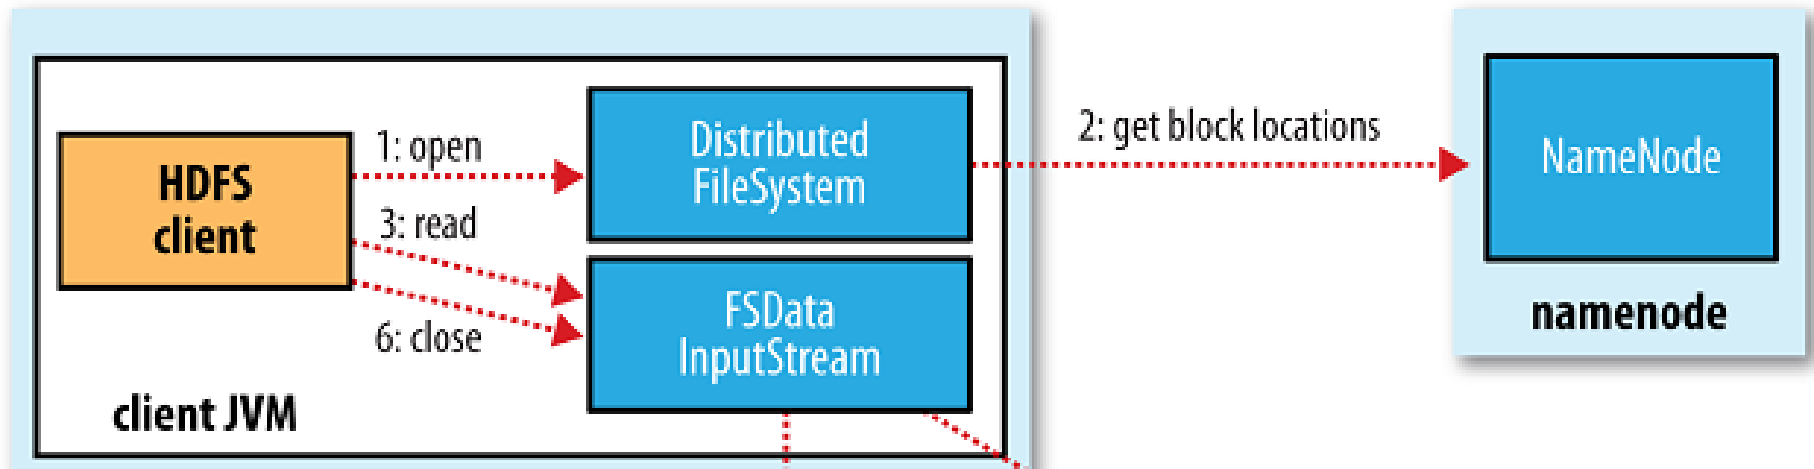 HDFS
client
1: open
3: read
6: close
Distributed
FileSystem
FSData
InputStream
client JVM
2: get block locations
NameNode
namenode